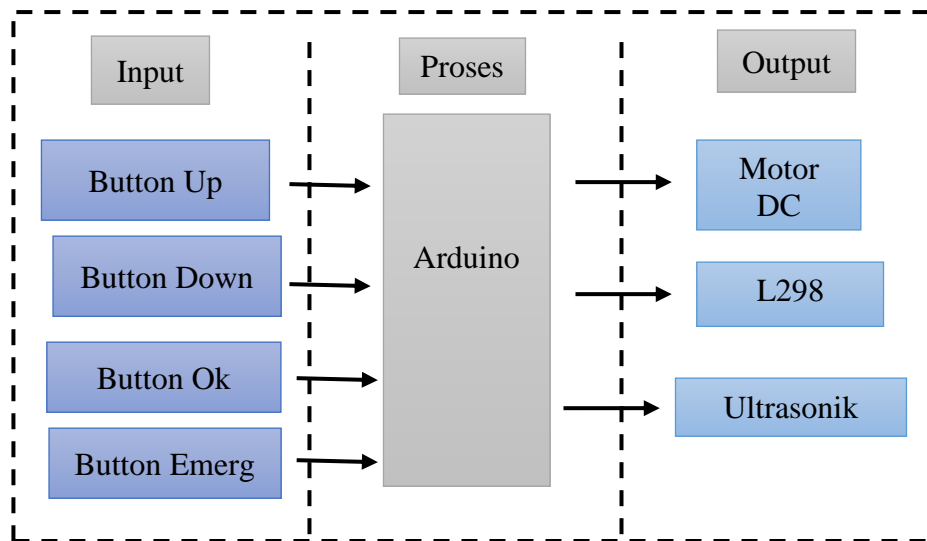 Input
Proses
Output
Button Up
Button Down
Button Ok
Button Emerg
Arduino
Motor
DC
L298
Ultrasonik